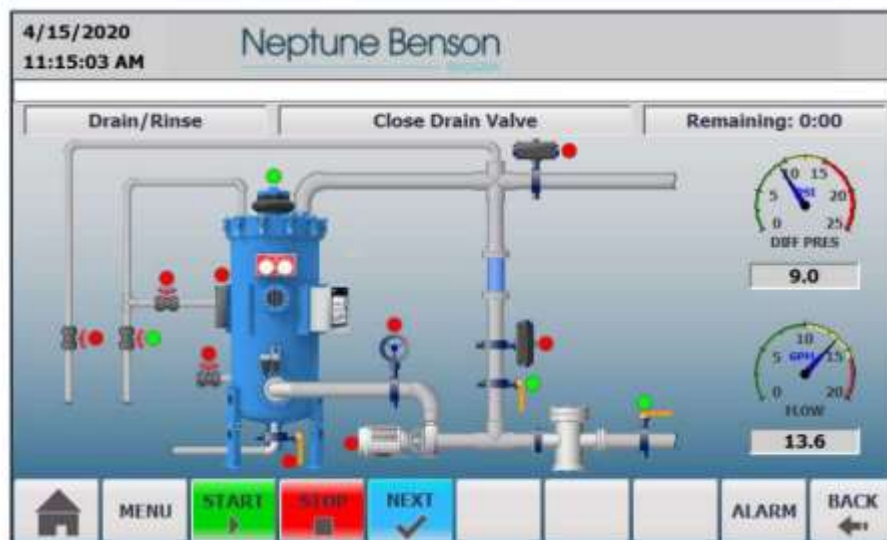 4/15/2020
11:15:03 AM
Neptune Benson
Drain/Rinse
Close Drain Valve
Remaining: 0:00
0 5 10 15 20 25
PSI
DIFF PRES
9.0
0 5 10 15 20
GPM
FLOW
13.6
MENU
START
STOP
NEXT
ALARM
BACK